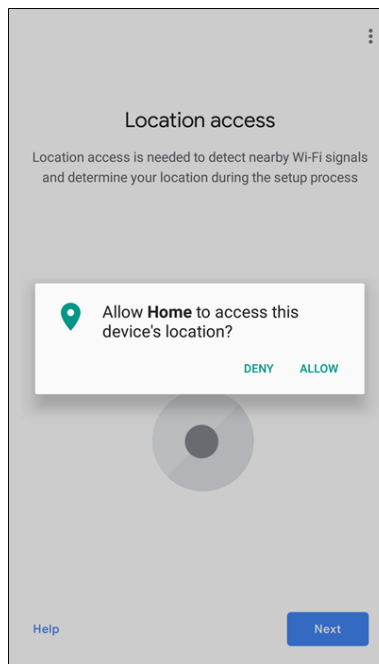 Location access
Location access is needed to detect nearby Wi-Fi signals
and determine your location during the setup process
Allow Home to access this
device's location?
DENY ALLOW
Help Next